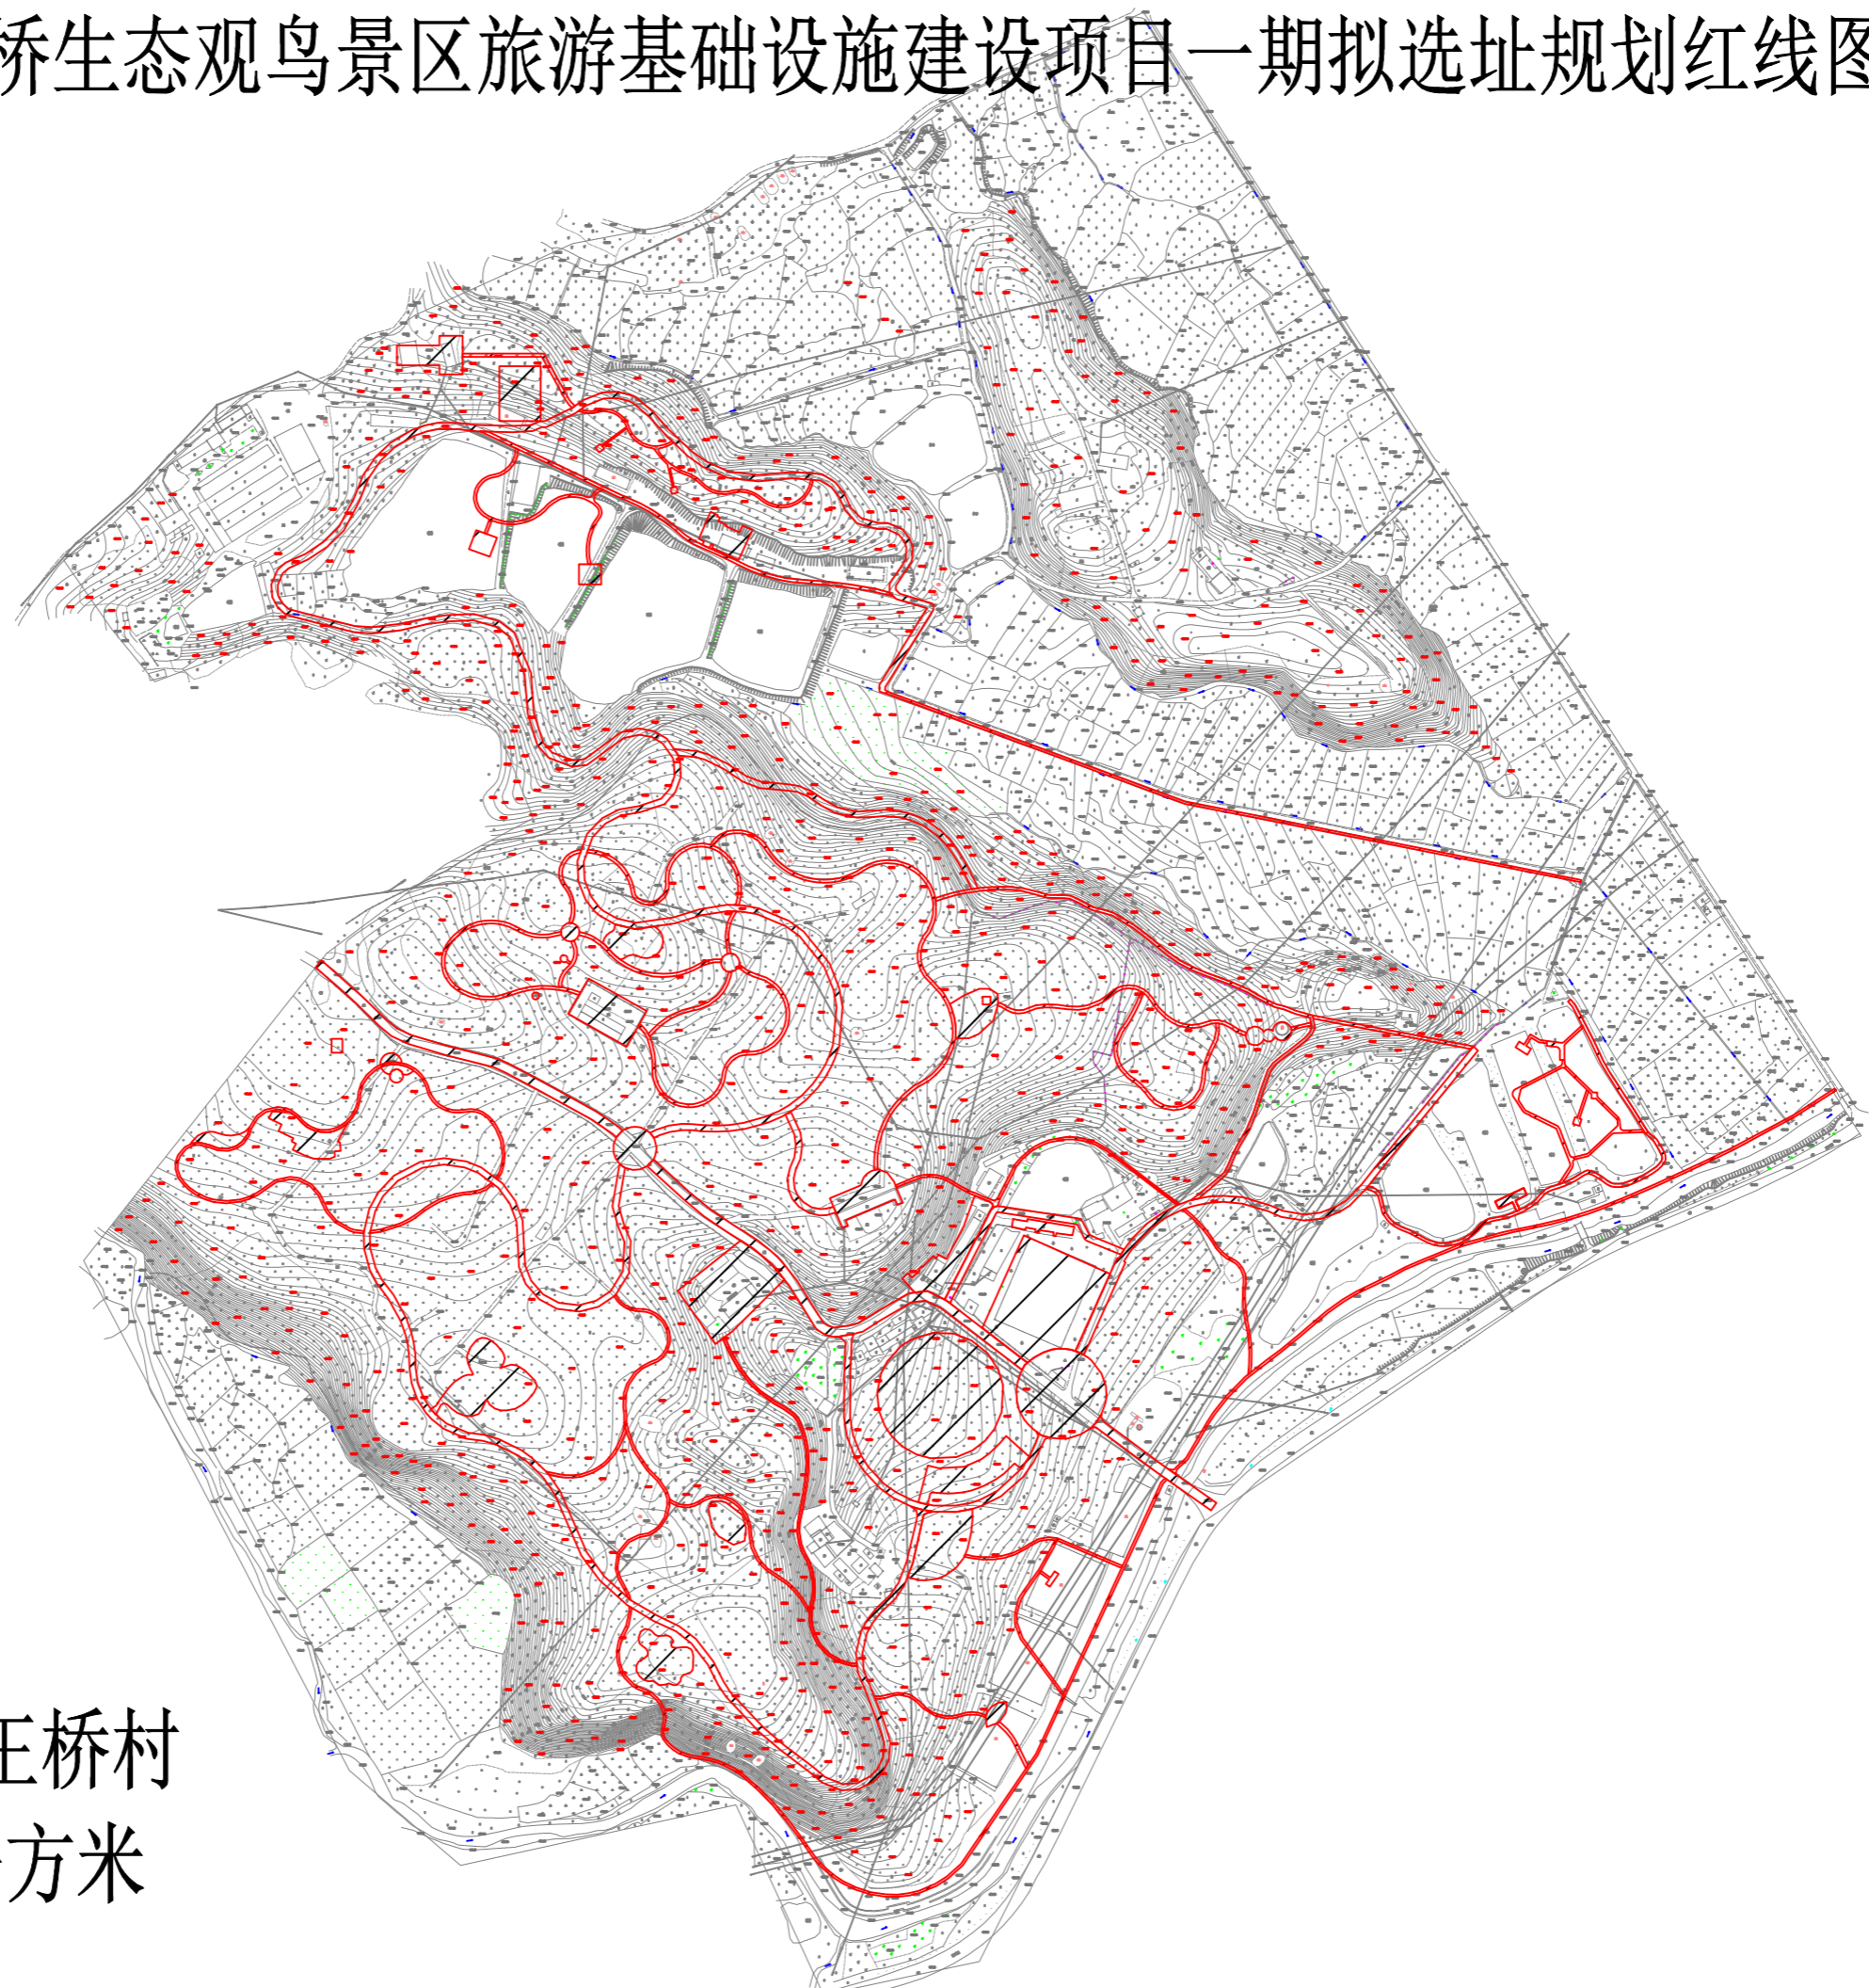 桥生态观鸟景区旅游基础设施建设项目一期拟选址规划红线图
王桥村
方米